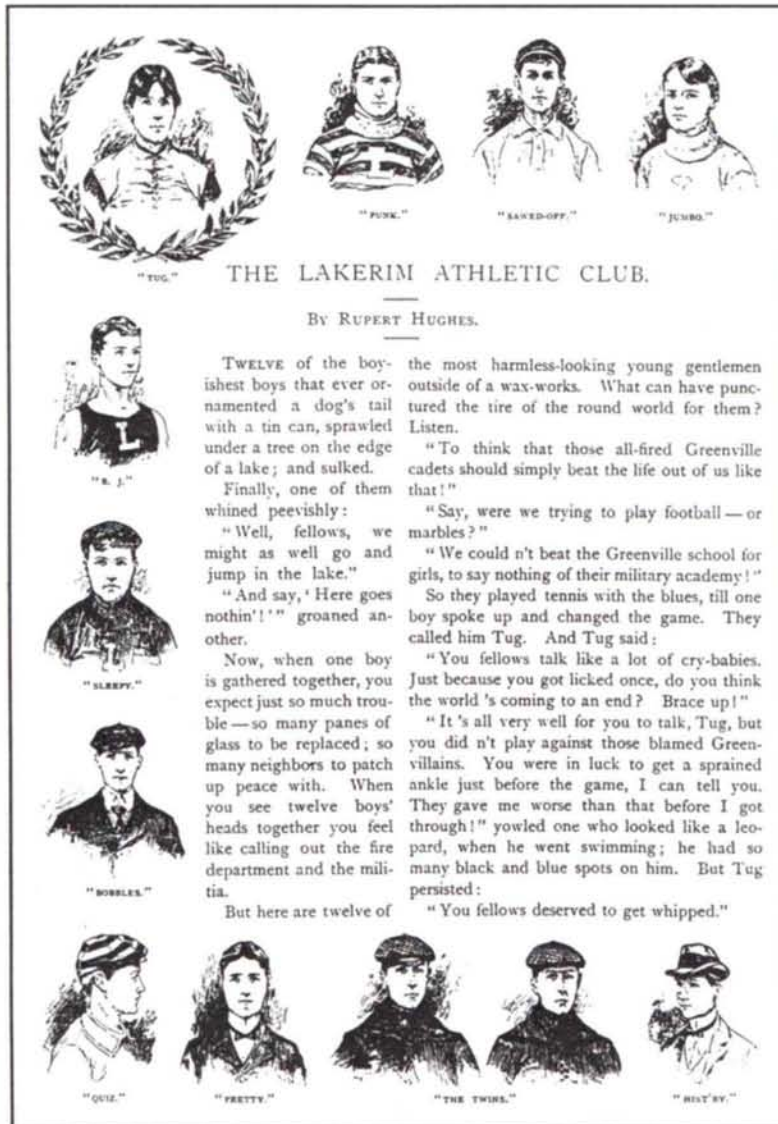 "TUG."
"PUNK."
"SAWED-OFF."
"JUMBO."
THE LAKERIM ATHLETIC CLUB.
BY RUPERT HUGHES.
"B. J."
"SLEEPY."
"BOBBLES."
TWELVE of the boy-
ishest boys that ever or-
namented a dog's tail
with a tin can, sprawled
under a tree on the edge
of a lake; and sulked.
Finally, one of them
whined peevishly:
"Well, fellows, we
might as well go and
jump in the lake."
"And say, 'Here goes
nothin'!'" groaned an-
other.
Now, when one boy
is gathered together, you
expect just so much trou-
ble—so many panes of
glass to be replaced; so
many neighbors to patch
up peace with. When
you see twelve boys'
heads together you feel
like calling out the fire
department and the mili-
tia.
But here are twelve of
the most harmless-looking young gentlemen
outside of a wax-works. What can have punc-
tured the tire of the round world for them?
Listen.
"To think that those all-fired Greenville
cadets should simply beat the life out of us like
that!"
"Say, were we trying to play football—or
marbles?"
"We could n't beat the Greenville school for
girls, to say nothing of their military academy!"
So they played tennis with the blues, till one
boy spoke up and changed the game. They
called him Tug. And Tug said:
"You fellows talk like a lot of cry-babies.
Just because you got licked once, do you think
the world 's coming to an end? Brace up!"
"It 's all very well for you to talk, Tug, but
you did n't play against those blamed Green-
villains. You were in luck to get a sprained
ankle just before the game, I can tell you.
They gave me worse than that before I got
through!" yowled one who looked like a leo-
pard, when he went swimming; he had so
many black and blue spots on him. But Tug
persisted:
"You fellows deserved to get whipped."
"QUIZ."
"PRETTY."
"THE TWINS."
"HIST'RY."
L
L